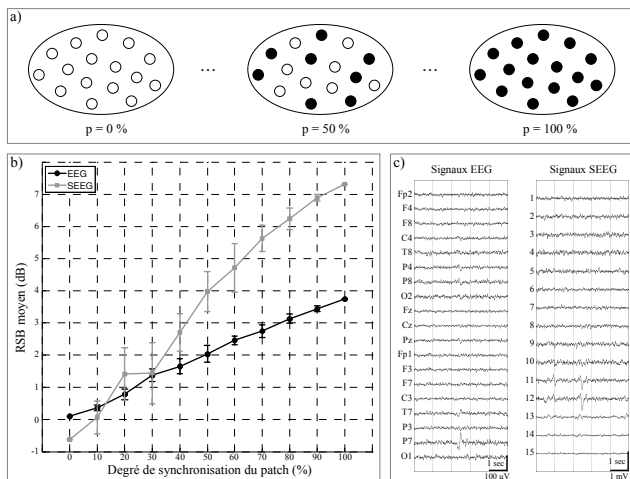 a)
... ...
p = 0 % p = 50 % p = 100 %
b)
EEG
SEEG
RSB moyen (dB)
7
6
5
4
3
2
1
0
-1
0 10 20 30 40 50 60 70 80 90 100
Degré de synchronisation du patch (%)
c)
Signaux EEG
Fp2
F4
F8
C4
T8
P4
P8
O2
Fz
Cz
Pz
Fp1
F3
F7
C3
T7
P3
P7
O1
1 sec
100 uV
Signaux SEEG
1
2
3
4
5
6
7
8
9
10
11
12
13
14
15
1 sec
1 mV